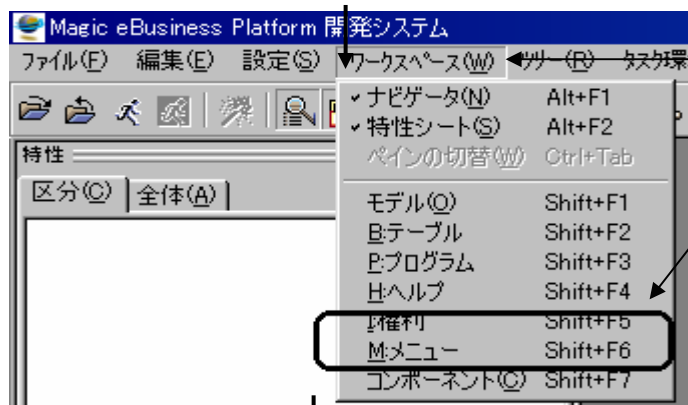 Magic eBusiness Platform 開発システム
ファイル(F) 編集(E) 設定(S) ワークスペース(W) ツリー(R) タスク環
特性
区分(C) 全体(A)
ナビゲータ(N) Alt+F1
特性シート(S) Alt+F2
ペインの切替(W) Ctrl+Tab
モデル(O) Shift+F1
B:テーブル Shift+F2
P:プログラム Shift+F3
H:ヘルプ Shift+F4
I:権利 Shift+F5
M:メニュー Shift+F6
コンポーネント(C) Shift+F7